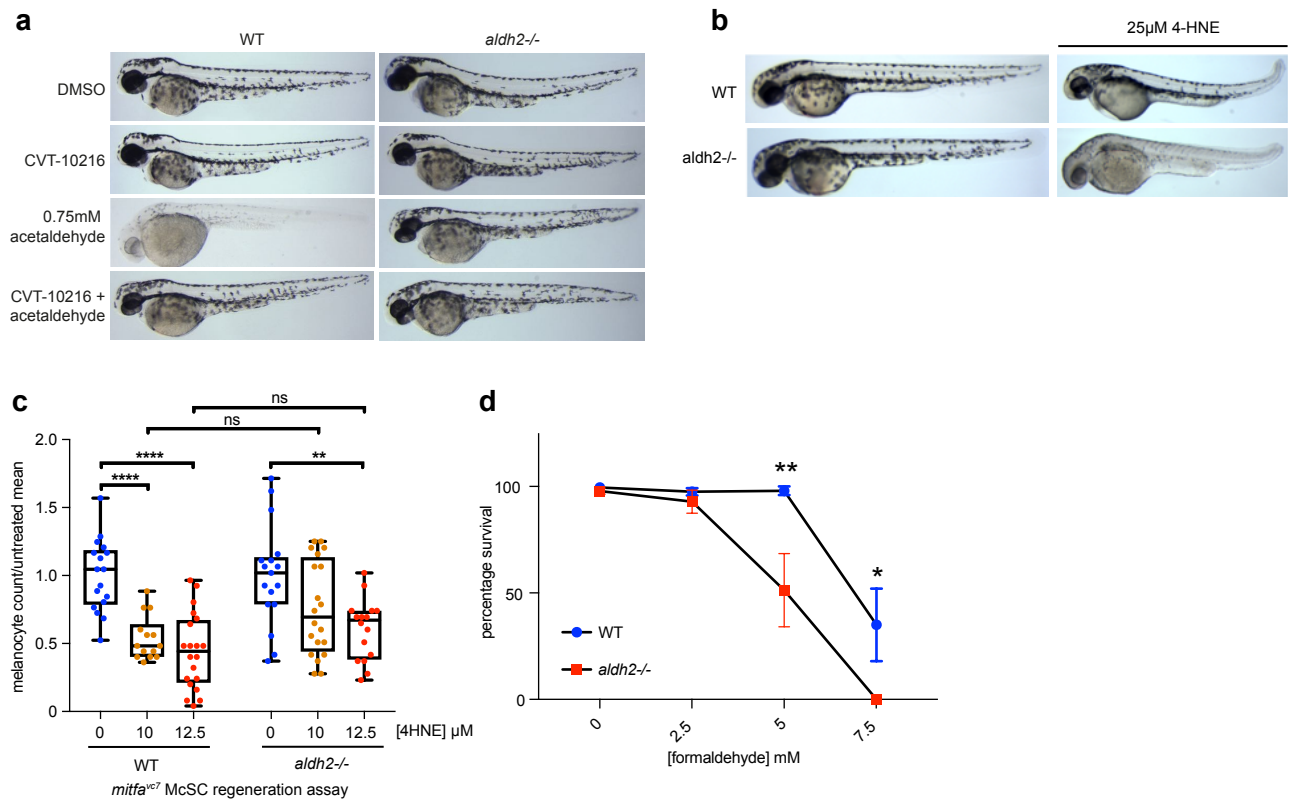 a
WT
aldh2-/-
DMSO
CVT-10216
0.75mM
acetaldehyde
CVT-10216 +
acetaldehyde
b
25µM 4-HNE
WT
aldh2-/-
c
ns
ns
****
****
**
2.0
1.5
1.0
0.5
0
melanocyte count/untreated mean
0 10 12.5 0 10 12.5 [4HNE] µM
WT aldh2-/-
mitfavc7 McSC regeneration assay
d
**
*
100
50
0
percentage survival
WT
aldh2-/-
0 2.5 5 7.5
[formaldehyde] mM